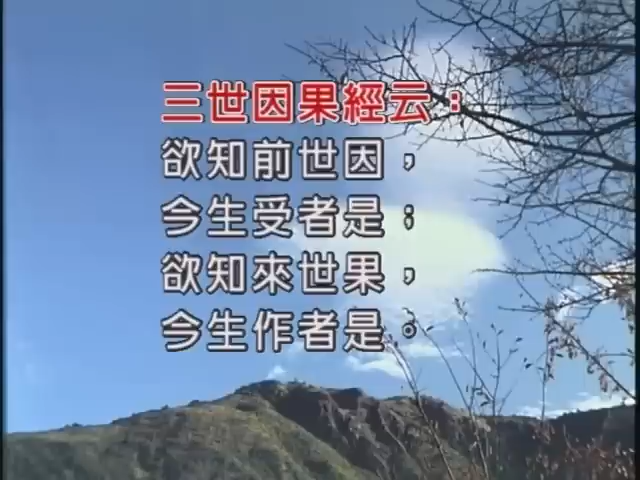 三世因果經云：
欲知前世因，
今生受者是；
欲知來世果，
今生作者是。